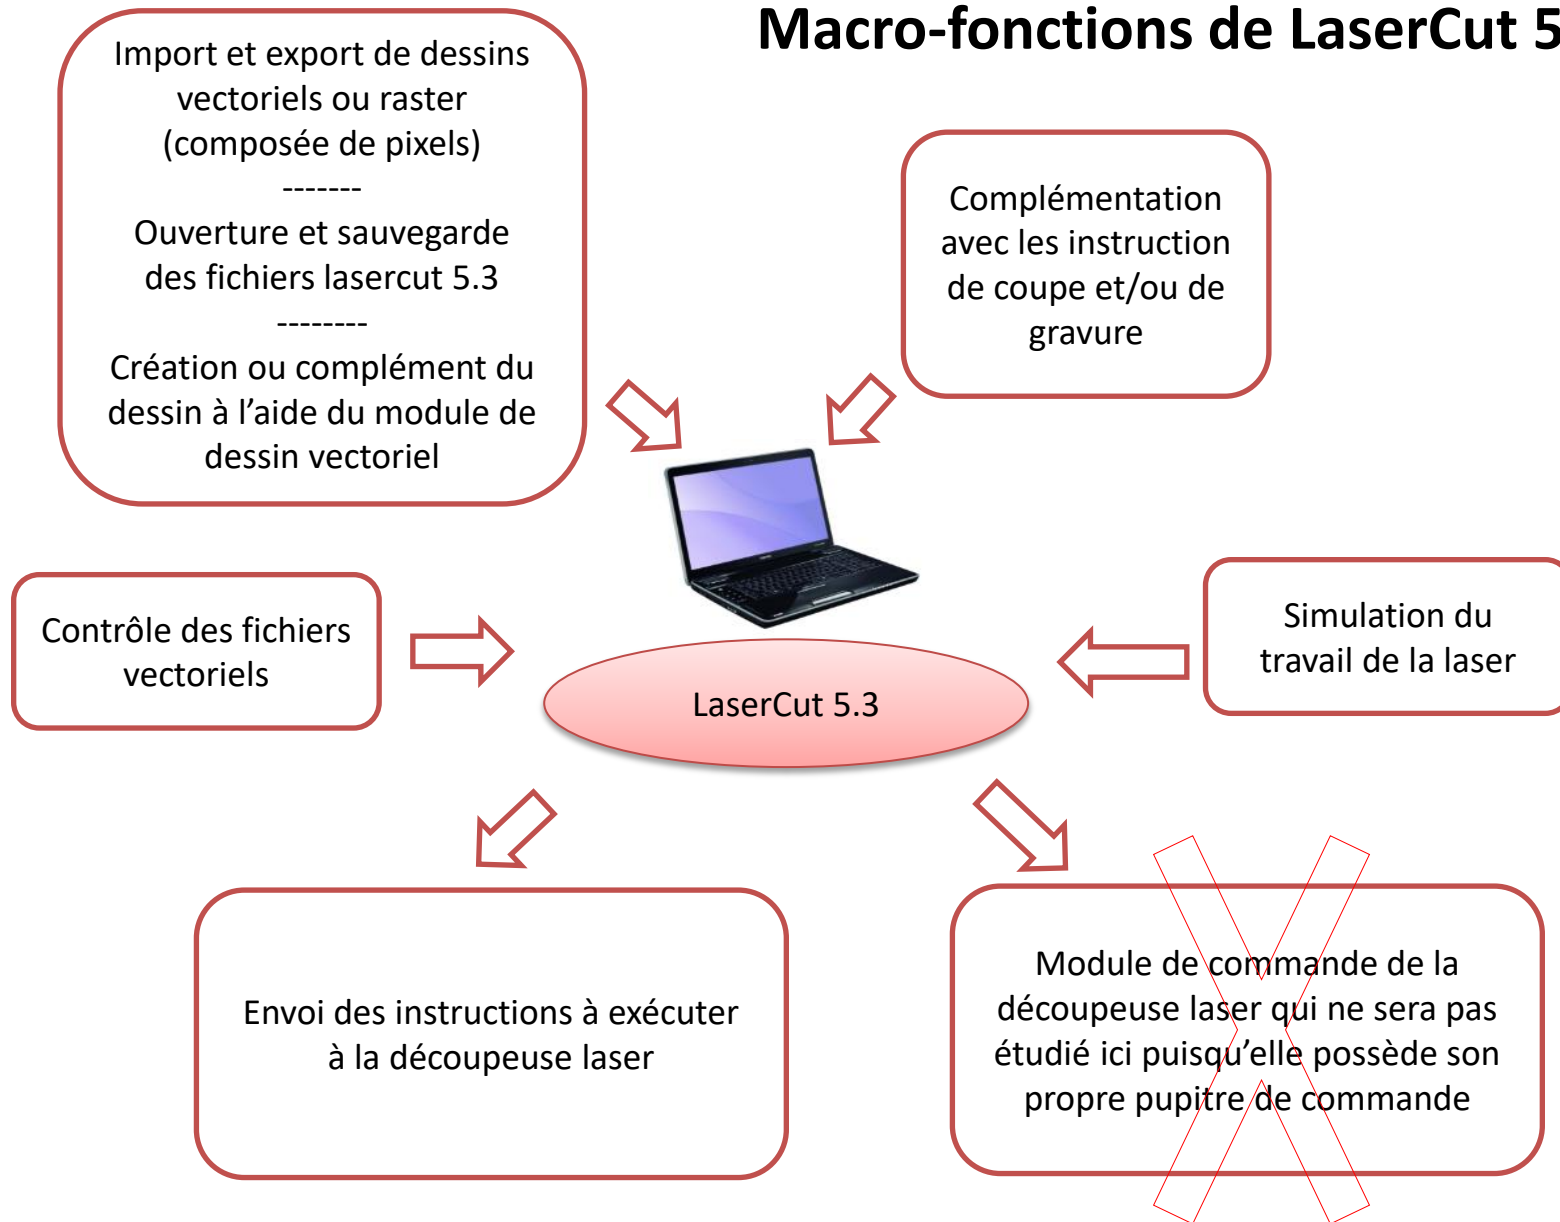 Macro-fonctions de LaserCut 5
Import et export de dessins
vectoriels ou raster
(composée de pixels)
-------
Ouverture et sauvegarde
des fichiers lasercut 5.3
--------
Création ou complément du
dessin à l’aide du module de
dessin vectoriel
Complémentation
avec les instruction
de coupe et/ou de
gravure
Contrôle des fichiers
vectoriels
Simulation du
travail de la laser
LaserCut 5.3
Envoi des instructions à exécuter
à la découpeuse laser
Module de commande de la
découpeuse laser qui ne sera pas
étudié ici puisqu’elle possède son
propre pupitre de commande